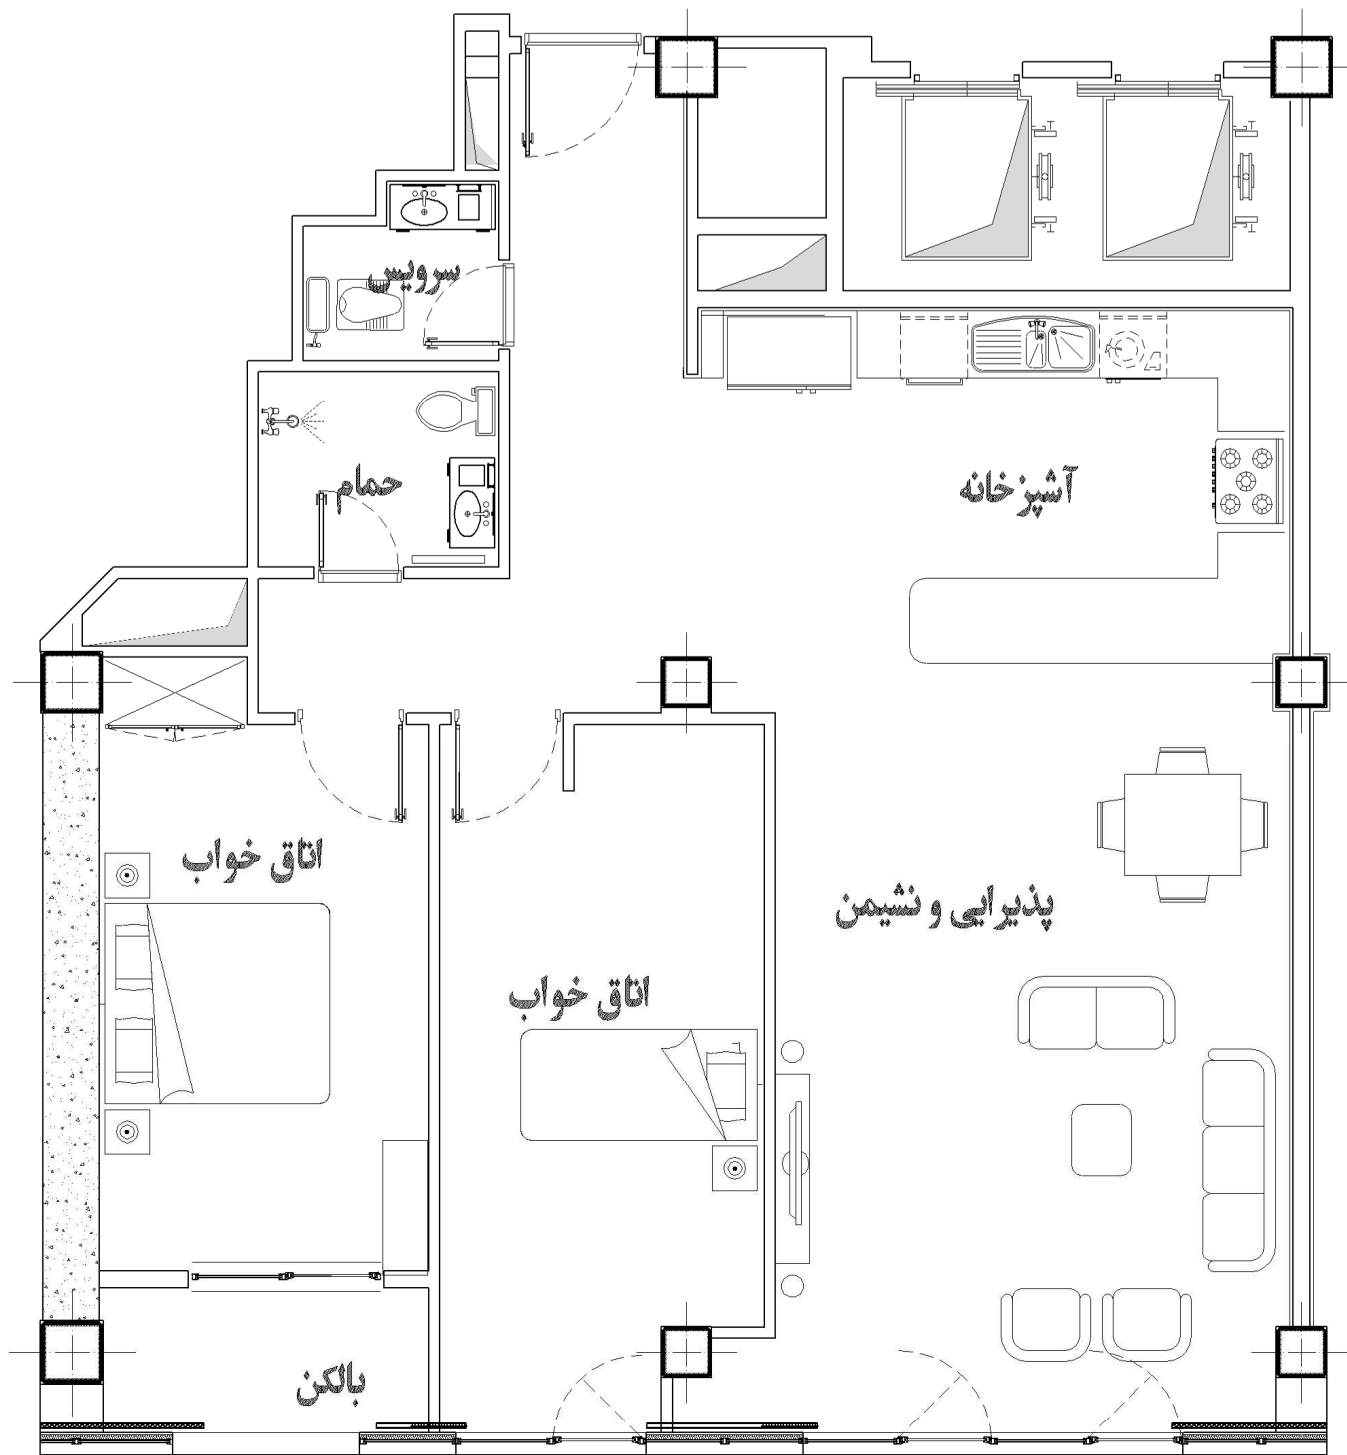 سرویس
حمام
آشپزخانه
اتاق خواب
پذیرایی و نشیمن
اتاق خواب
بالکن